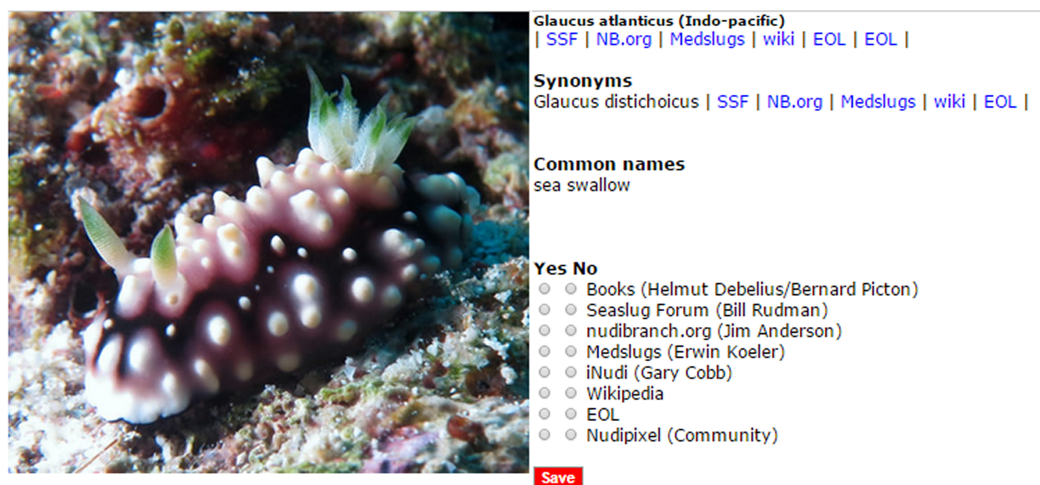 Glaucus atlanticus (Indo-pacific)
| SSF | NB.org | Medslugs | wiki | EOL | EOL |
Synonyms
Glaucus distichoicus | SSF | NB.org | Medslugs | wiki | EOL |
Common names
sea swallow
Yes No
Books (Helmut Debelius/Bernard Picton)
Seaslug Forum (Bill Rudman)
nudibranch.org (Jim Anderson)
Medslugs (Erwin Koeler)
iNudi (Gary Cobb)
Wikipedia
EOL
Nudipixel (Community)
Save